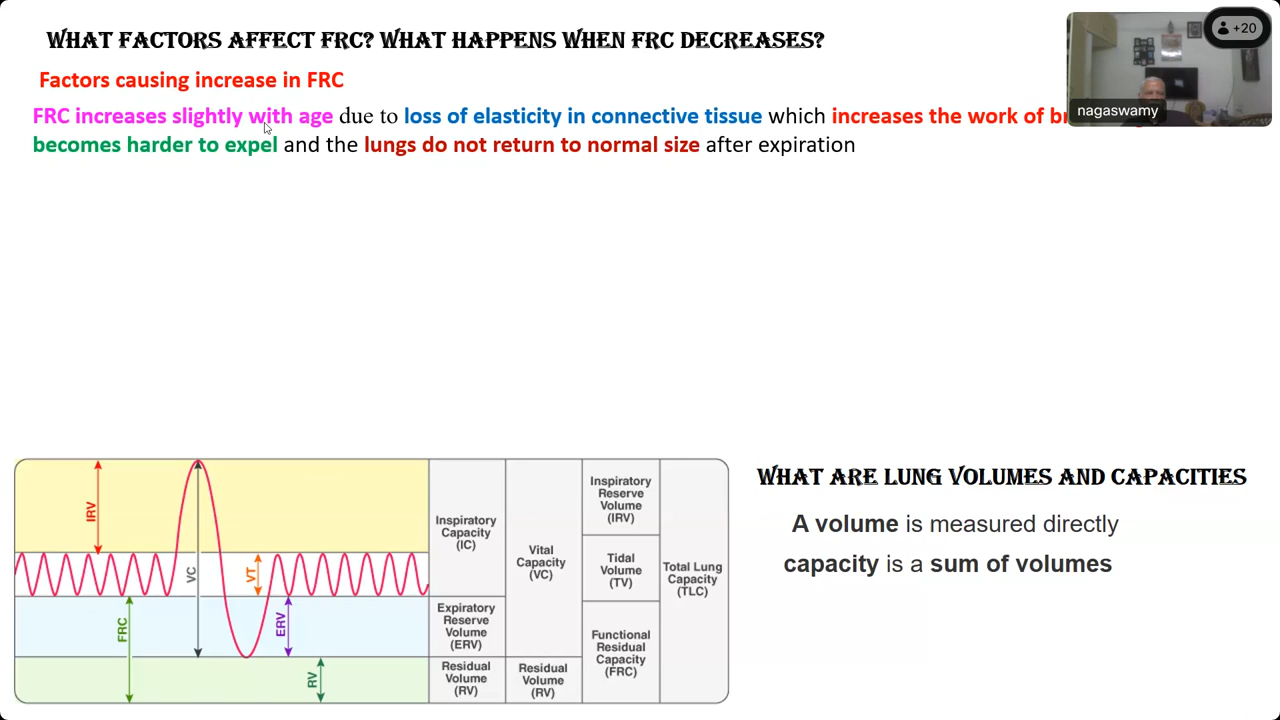 WHAT FACTORS AFFECT FRC? WHAT HAPPENS WHEN FRC DECREASES?
+20
Factors causing increase in FRC
nagaswamy
FRC increases slightly with age due to loss of elasticity in connective tissue which increases the work of
becomes harder to expel and the lungs do not return to normal size after expiration
IRV
VC
VT
FRC
ERV
RV
Inspiratory
Capacity
(IC)
Expiratory
Reserve
Volume
(ERV)
Residual
Volume
(RV)
Vital
Capacity
(VC)
Residual
Volume
(RV)
Inspiratory
Reserve
Volume
(IRV)
Tidal
Volume
(TV)
Functional
Residual
Capacity
(FRC)
Total Lung
Capacity
(TLC)
WHAT ARE LUNG VOLUMES AND CAPACITIES
A volume is measured directly
capacity is a sum of volumes